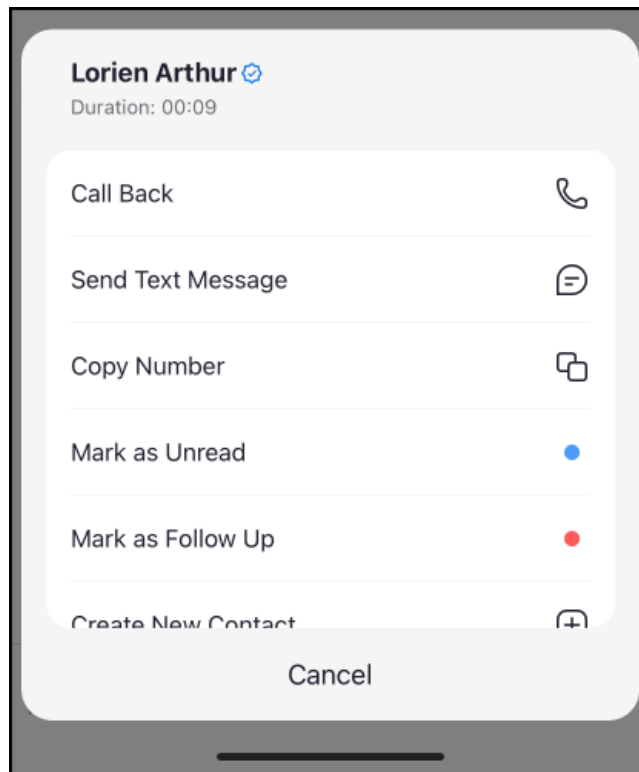 Lorien Arthur
Duration: 00:09
Call Back
Send Text Message
Copy Number
Mark as Unread
Mark as Follow Up
Create New Contact
Cancel